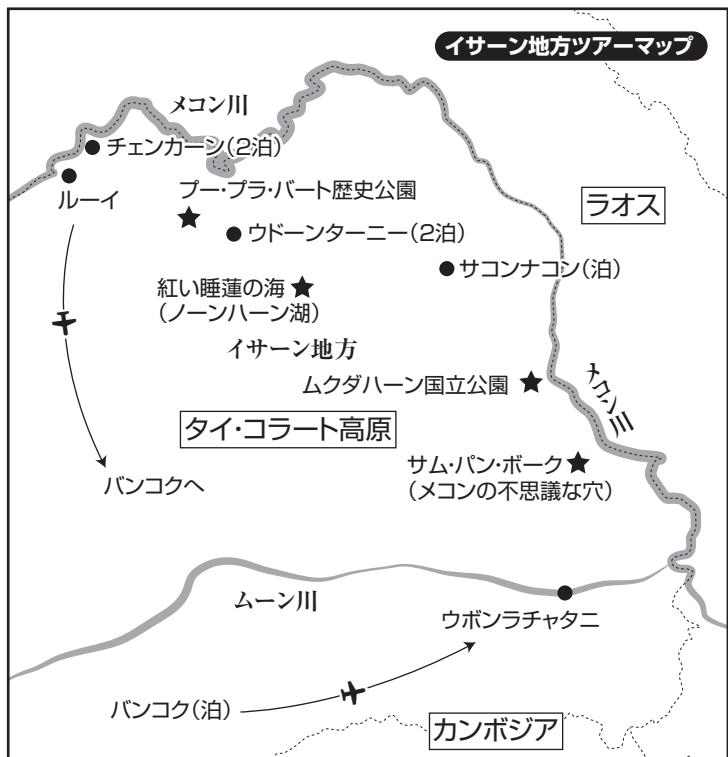 イサーン地方ツアーマップ
メコン川
チェンカーン(2泊)
ルーイ
プー・プラ・バート歴史公園
ラオス
ウドーンターニー(2泊)
サコンナコン(泊)
紅い睡蓮の海
(ノーンハーン湖)
イサーン地方
ムクダハーン国立公園
メコン川
タイ・コラート高原
サム・パン・ボーク
(メコンの不思議な穴)
バンコクへ
ムーン川
ウボンラチャタニ
バンコク(泊)
カンボジア